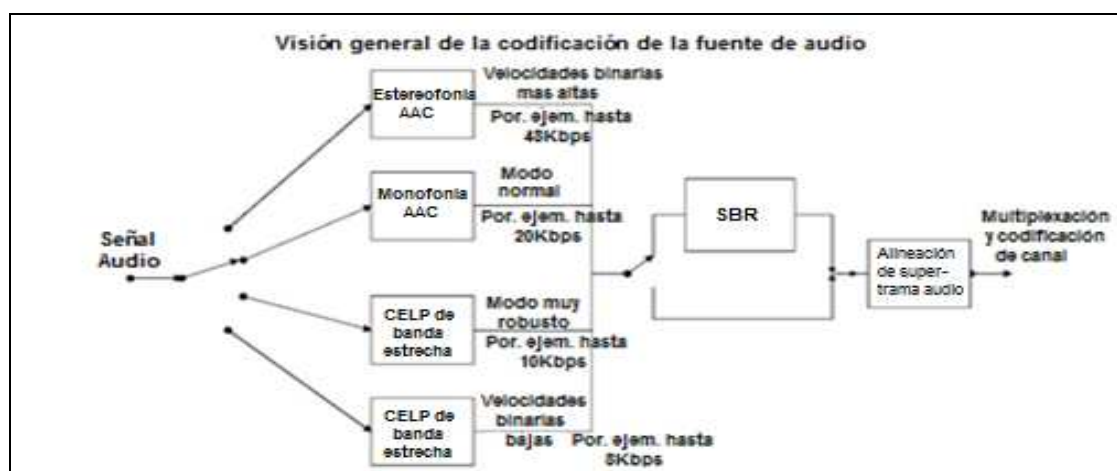 Visión general de la codificación de la fuente de audio
Estereofonía
AAC
Velocidades binarias
mas altas
Por. ejem. hasta
48Kbps
Monofonía
AAC
Modo
normal
Por. ejem. hasta
20Kbps
Señal
Audio
SBR
Multiplexación
y codificación
de canal
Alineación
de super-
trama audio
CELP de
banda
estrecha
Modo muy
robusto
Por. ejem. hasta
10Kbps
CELP de
banda
estrecha
Velocidades
binarias
bajas Por. ejem. hasta
8Kbps